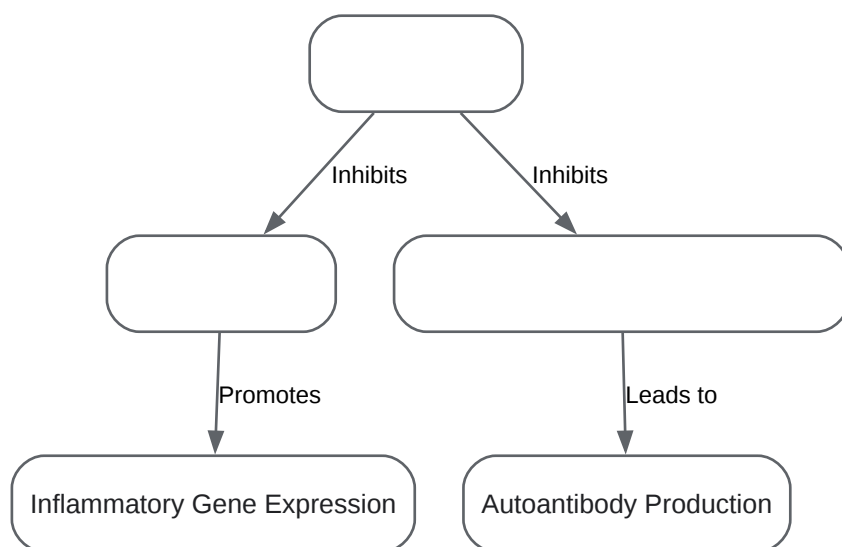 Inhibits
Inhibits
Promotes
Leads to
Inflammatory Gene Expression
Autoantibody Production